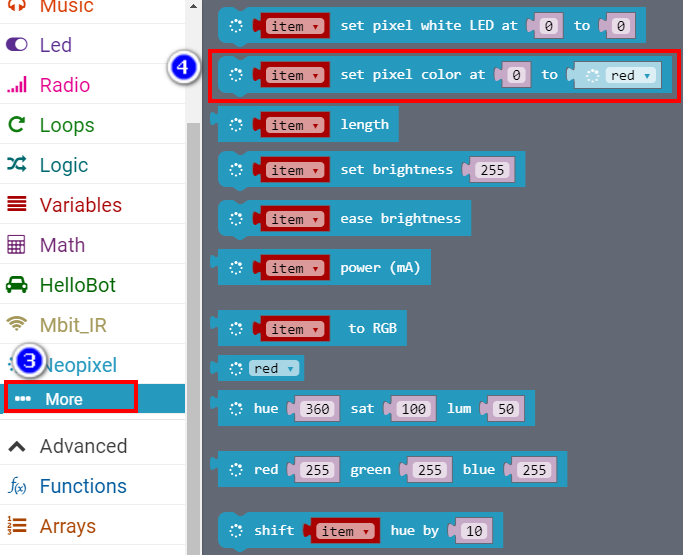 Music
Led
Radio
Loops
Logic
Variables
Math
HelloBot
Mbit_IR
3 Neopixel
More
Advanced
f(x) Functions
Arrays
item set pixel white LED at 0 to 0
4 item set pixel color at 0 to red
item length
item set brightness 255
item ease brightness
item power (mA)
item to RGB
red
hue 360 sat 100 lum 50
red 255 green 255 blue 255
shift item hue by 10